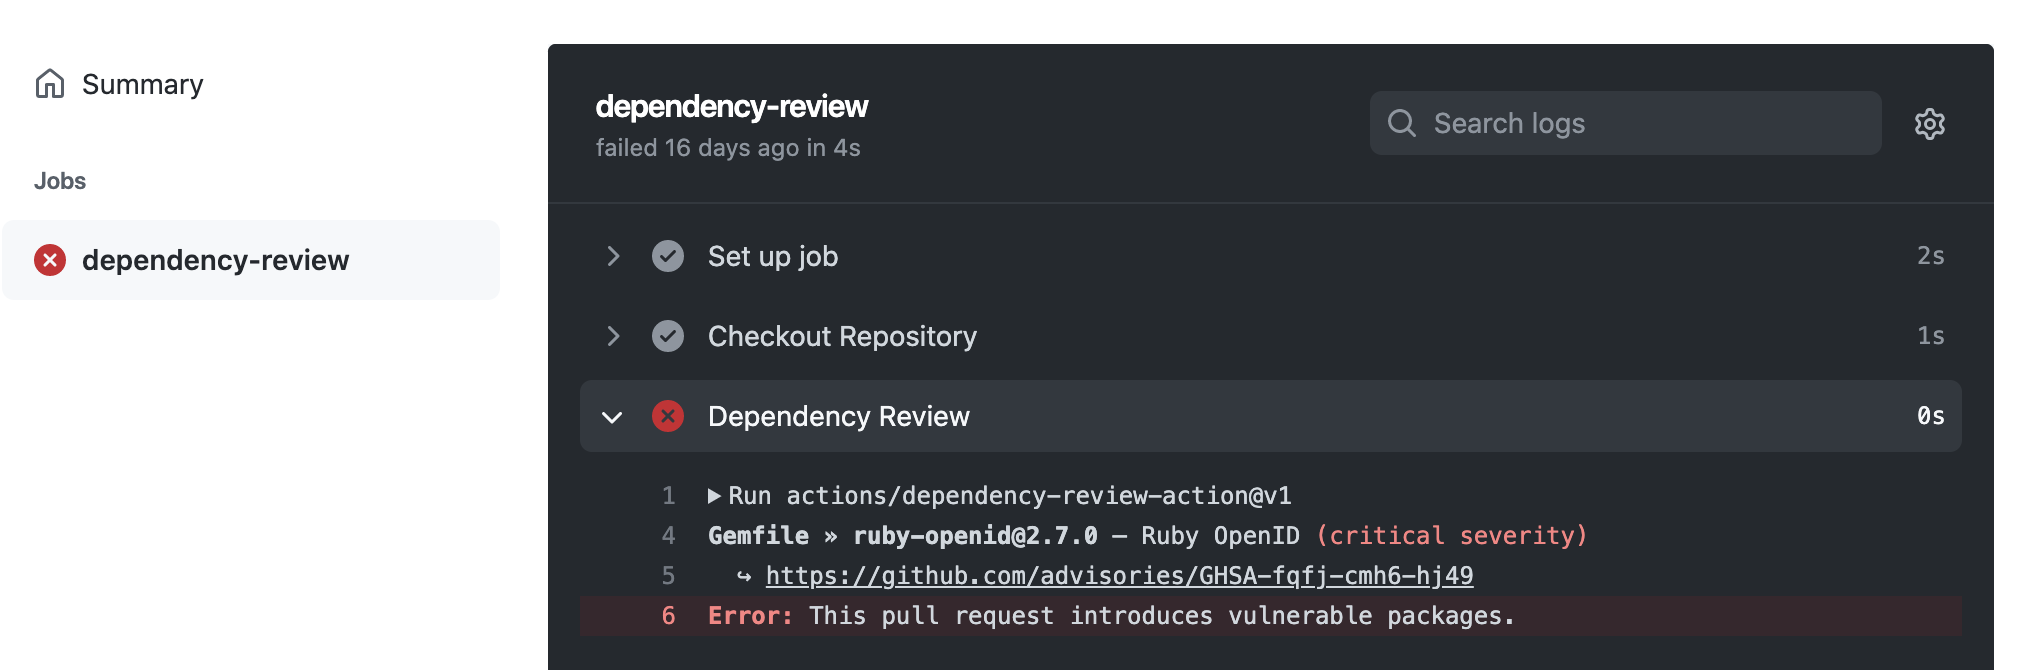 Summary
Jobs
dependency-review
dependency-review
failed 16 days ago in 4s
Search logs
Set up job 2s
Checkout Repository 1s
Dependency Review 0s
1 ▶ Run actions/dependency-review-action@v1
4 Gemfile » ruby-openid@2.7.0 – Ruby OpenID (critical severity)
5 ↪ https://github.com/advisories/GHSA-fqfj-cmh6-hj49
6 Error: This pull request introduces vulnerable packages.